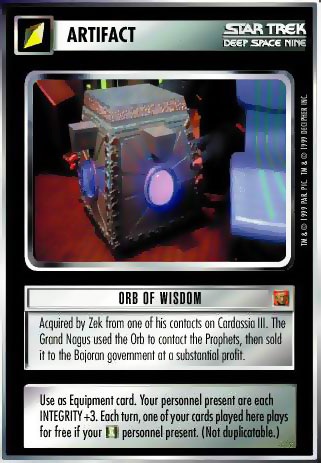 ARTIFACT
STAR TREK
DEEP SPACE NINE
TM & © 1999 PAR. PIC. TM & © 1999 DECIPHER INC.
ORB OF WISDOM
Acquired by Zek from one of his contacts on Cardassia III. The
Grand Nagus used the Orb to contact the Prophets, then sold
it to the Bajoran government at a substantial profit.
Use as Equipment card. Your personnel present are each
INTEGRITY +3. Each turn, one of your cards played here plays
for free if your personnel present. (Not duplicatable.)